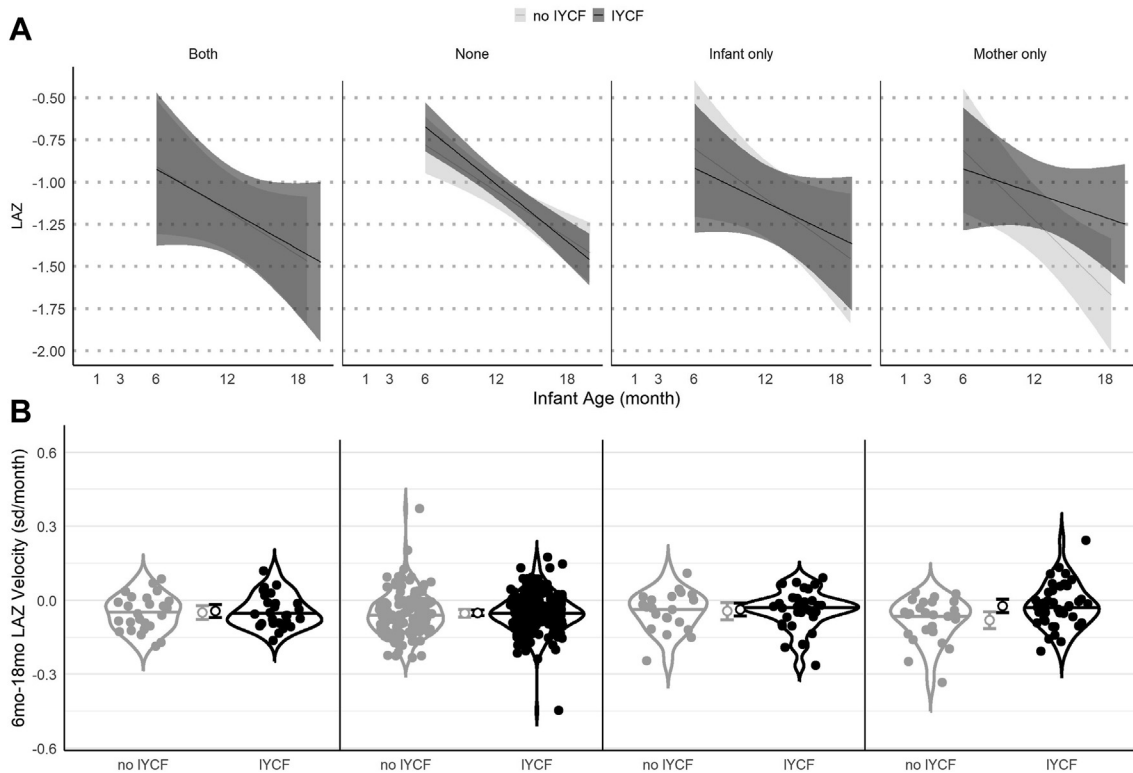 no IYCF IYCF
A
Both None Infant only Mother only
-0.50
-0.75
-1.00
-1.25
-1.50
-1.75
-2.00
LAZ
1 3 6 12 18 1 3 6 12 18 1 3 6 12 18 1 3 6 12 18
Infant Age (month)
B
6mo-18mo LAZ Velocity (sd/month)
0.6
0.3
0.0
-0.3
-0.6
no IYCF IYCF no IYCF IYCF no IYCF IYCF no IYCF IYCF